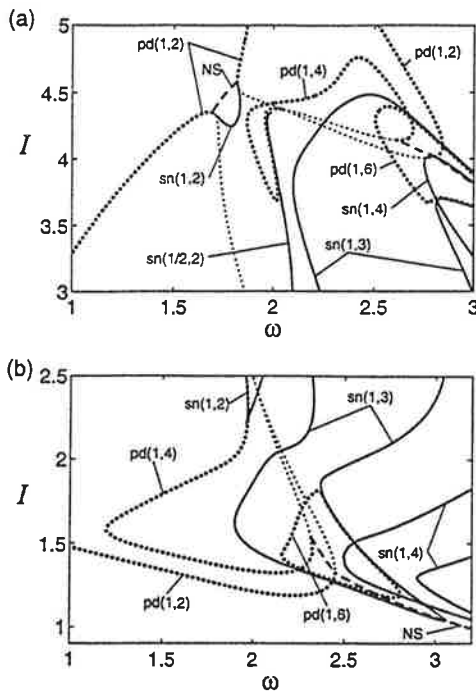 (a)
5
pd(1,2)
pd(1,4)
pd(1,2)
NS
4.5
I
4
sn(1,2)
pd(1,6)
sn(1,4)
3.5
sn(1/2,2)
sn(1,3)
3
1
1.5
2
2.5
3
ω
(b)
2.5
sn(1,2)
sn(1,3)
pd(1,4)
I
2
1.5
sn(1,4)
pd(1,2)
pd(1,6)
1
NS
1
1.5
2
2.5
3
ω